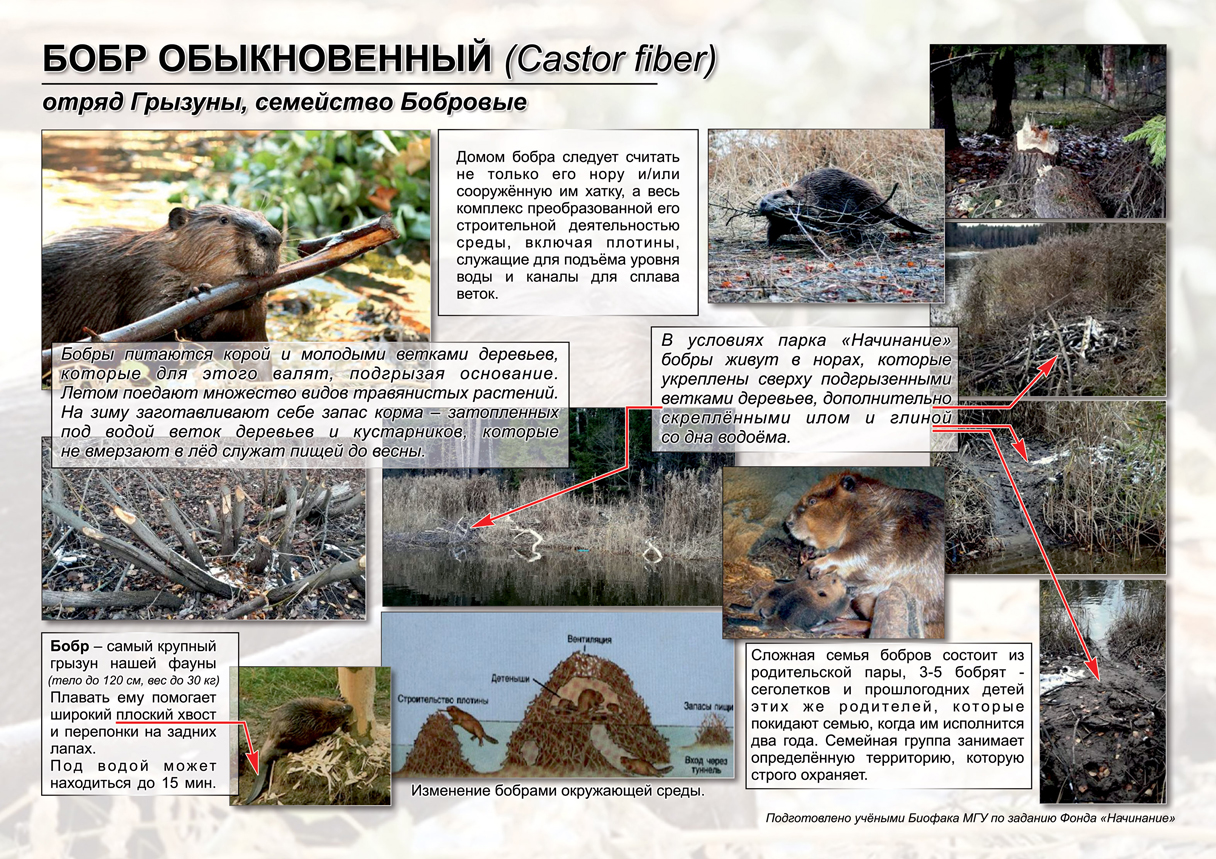 БОБР ОБЫКНОВЕННЫЙ (Castor fiber)
отряд Грызуны, семейство Бобровые
Домом бобра следует считать
не только его нору и/или
сооружённую им хатку, а весь
комплекс преобразованной его
строительной деятельностью
среды, включая плотины,
служащие для подъёма уровня
воды и каналы для сплава
веток.
Бобры питаются корой и молодыми ветками деревьев,
которые для этого валят, подгрызая основание.
Летом поедают множество видов травянистых растений.
На зиму заготавливают себе запас корма – затопленных
под водой веток деревьев и кустарников, которые
не вмерзают в лёд служат пищей до весны.
В условиях парка «Начинание»
бобры живут в норах, которые
укреплены сверху подгрызенными
ветками деревьев, дополнительно
скреплёнными илом и глиной
со дна водоёма.
Бобр – самый крупный
грызун нашей фауны
(тело до 120 см, вес до 30 кг)
Плавать ему помогает
широкий плоский хвост
и перепонки на задних
лапах.
Под водой может
находиться до 15 мин.
Вентиляция
Детеныши
Строительство плотины
Запасы пищи
Вход через
туннель
Изменение бобрами окружающей среды.
Сложная семья бобров состоит из
родительской пары, 3-5 бобрят -
сеголетков и прошлогодних детей
этих же родителей, которые
покидают семью, когда им исполнится
два года. Семейная группа занимает
определённую территорию, которую
строго охраняет.
Подготовлено учёными Биофака МГУ по заданию Фонда «Начинание»